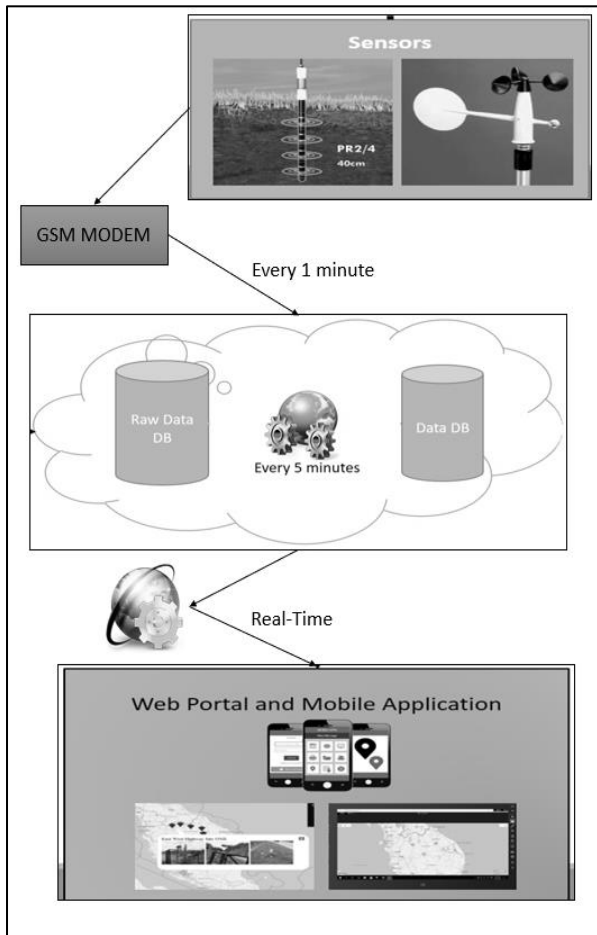 Sensors
PR2/4
40cm
GSM MODEM
Every 1 minute
Raw Data
DB
Every 5 minutes
Data DB
Real-Time
Web Portal and Mobile Application